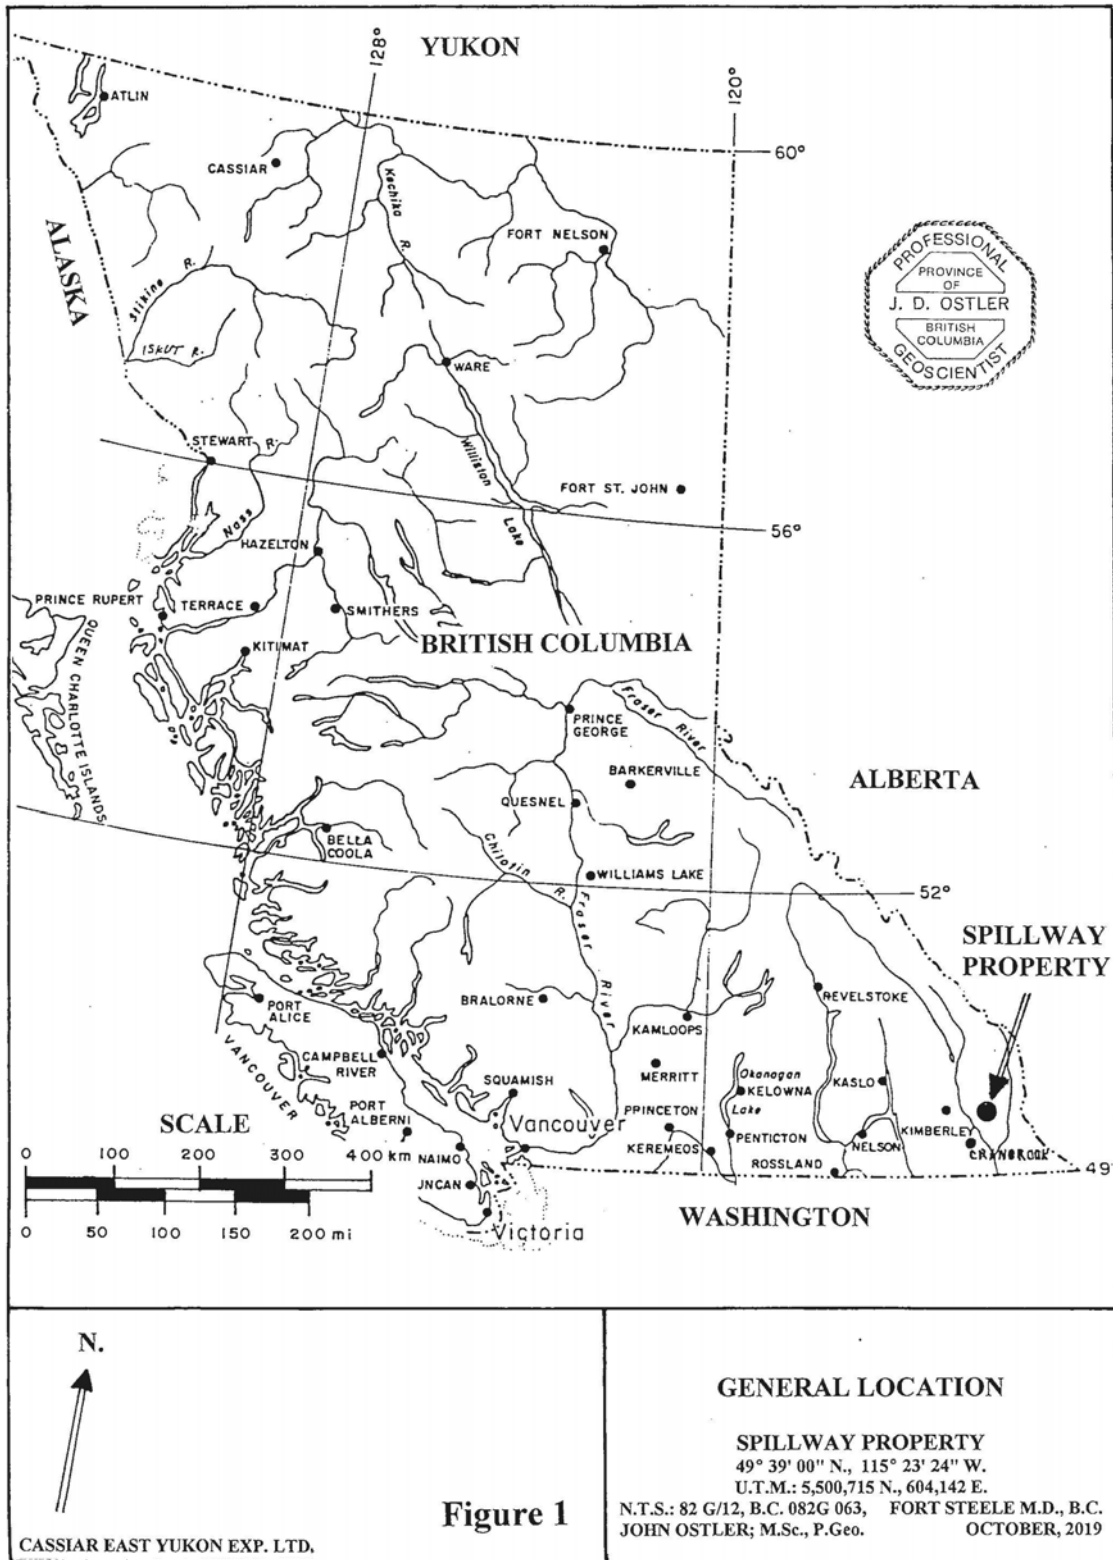 YUKON
128°
120°
ATLIN
60°
CASSIAR
Kechika
R.
FORT NELSON
ALASKA
PROFESSIONAL
PROVINCE
OF
J. D. OSTLER
BRITISH
COLUMBIA
GEOSCIENTIST
Stikine R.
ISKUT R.
WARE
STEWART
R.
Williston
FORT ST. JOHN
56°
Nass
Lake
HAZELTON
PRINCE RUPERT
TERRACE
SMITHERS
BRITISH COLUMBIA
KITIMAT
QUEEN CHARLOTTE ISLANDS
Fraser River
PRINCE
GEORGE
BARKERVILLE
ALBERTA
QUESNEL
BELLA
COOLA
Chilotin
R.
WILLIAMS LAKE
52°
Fraser
River
SPILLWAY
PROPERTY
REVELSTOKE
PORT
ALICE
BRALORNE
KAMLOOPS
VANCOUVER
CAMPBELL
RIVER
MERRITT
Okanagan
KELOWNA
Lake
KASLO
SQUAMISH
PORT
ALBERNI
SCALE
Vancouver
PRINCETON
PENTICTON
KIMBERLEY
NELSON
CRANBROOK
NAIMO
KEREMEOS
ROSSLAND
49°
0 100 200 300 400 km
JNCAN
0 50 100 150 200 mi
Victoria
WASHINGTON
N.
Figure 1
CASSIAR EAST YUKON EXP. LTD.
GENERAL LOCATION
SPILLWAY PROPERTY
49° 39' 00" N., 115° 23' 24" W.
U.T.M.: 5,500,715 N., 604,142 E.
N.T.S.: 82 G/12, B.C. 082G 063, FORT STEELE M.D., B.C.
JOHN OSTLER; M.Sc., P.Geo. OCTOBER, 2019